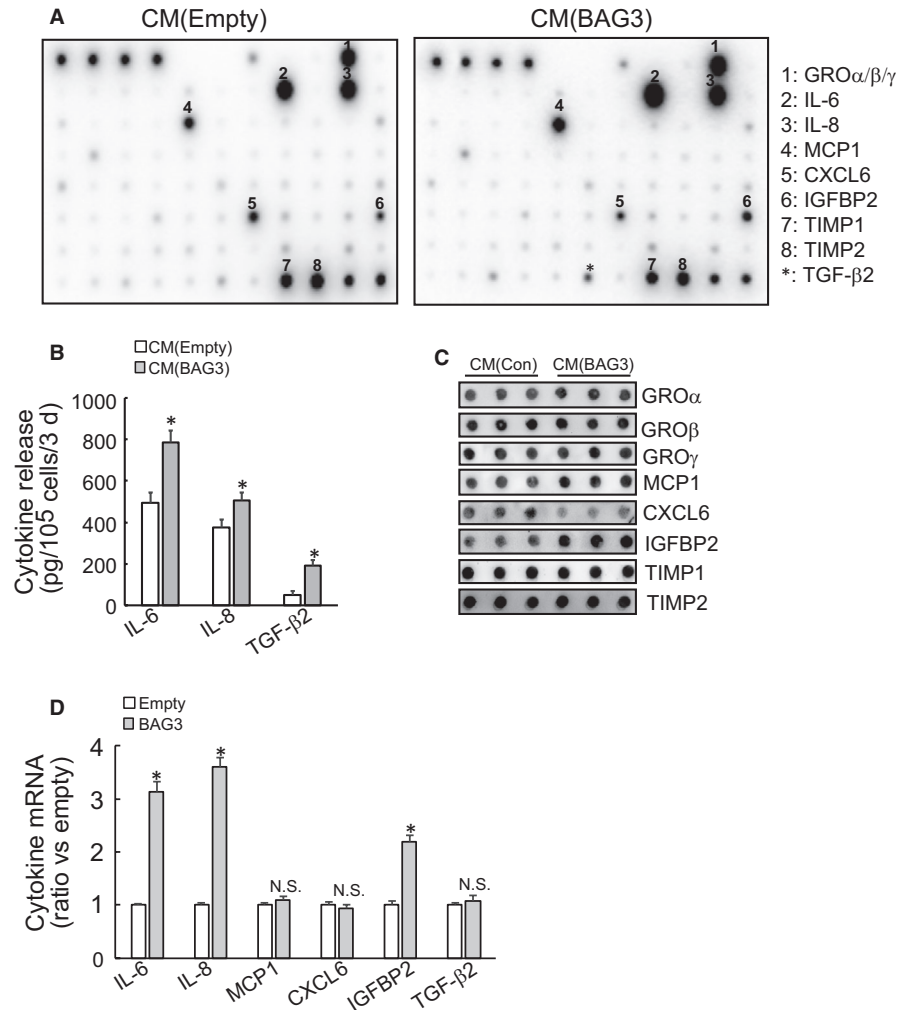 A
CM(Empty)
CM(BAG3)
1
2
3
4
5
6
7
8
1
2
3
4
5
6
7
8
*
1: GROα/β/γ
2: IL-6
3: IL-8
4: MCP1
5: CXCL6
6: IGFBP2
7: TIMP1
8: TIMP2
*: TGF-β2
B
CM(Empty)
CM(BAG3)
Cytokine release
(pg/10⁵ cells/3 d)
1000
800
600
400
200
0
*
*
*
IL-6
IL-8
TGF-β2
C
CM(Con) CM(BAG3)
GROα
GROβ
GROγ
MCP1
CXCL6
IGFBP2
TIMP1
TIMP2
D
Empty
BAG3
Cytokine mRNA
(ratio vs empty)
4
3
2
1
0
*
*
N.S.
N.S.
*
N.S.
IL-6
IL-8
MCP1
CXCL6
IGFBP2
TGF-β2